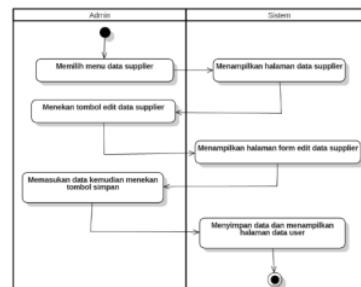 Admin
Sistem
Memilih menu data supplier
Menampilkan halaman data supplier
Menekan tombol edit data supplier
Menampilkan halaman form edit data supplier
Memasukan data kemudian menekan
tombol simpan
Menyimpan data dan menampilkan
halaman data user